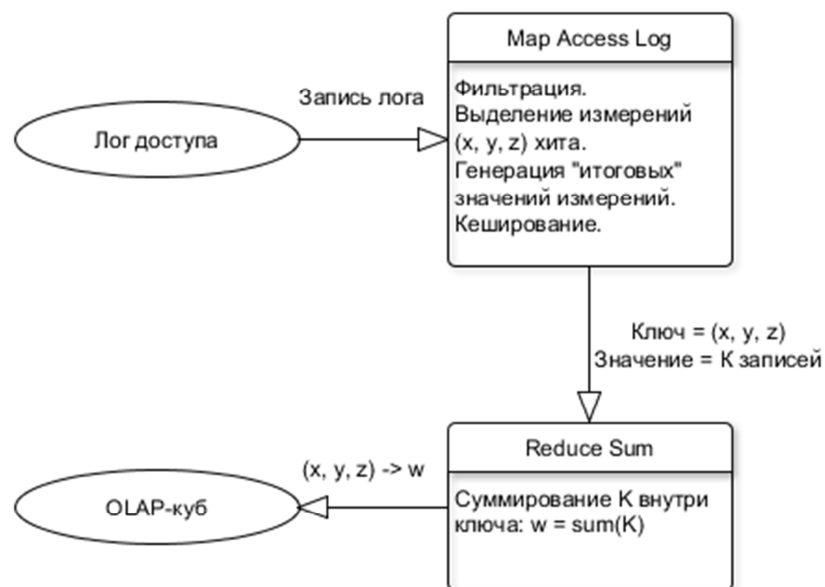 Map Access Log
Запись лога
Лог доступа
Фильтрация.
Выделение измерений
(x, y, z) хита.
Генерация "итоговых"
значений измерений.
Кеширование.
Ключ = (x, y, z)
Значение = К записей
Reduce Sum
(x, y, z) -> w
OLAP-куб
Суммирование K внутри
ключа: w = sum(K)